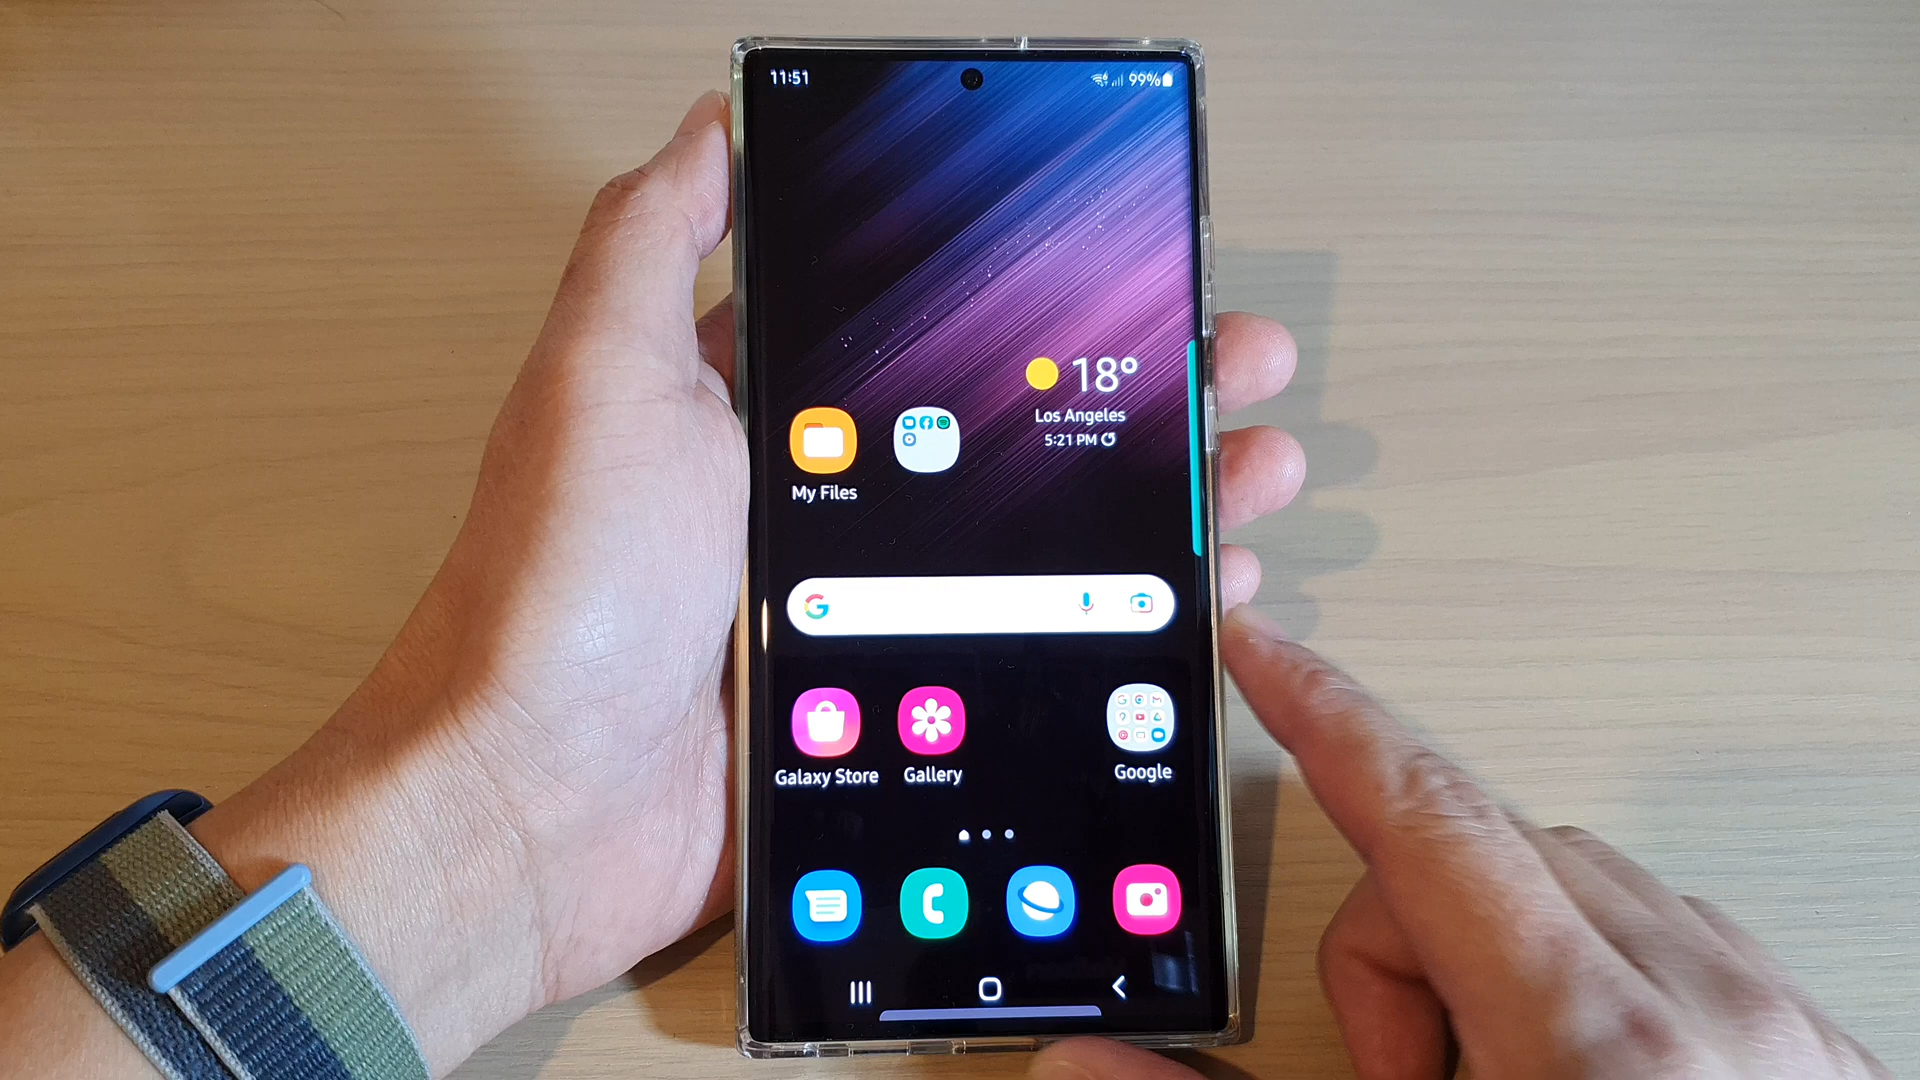 11:51
99%
18°
Los Angeles
5:21 PM
My Files
G
Galaxy Store
Gallery
Google